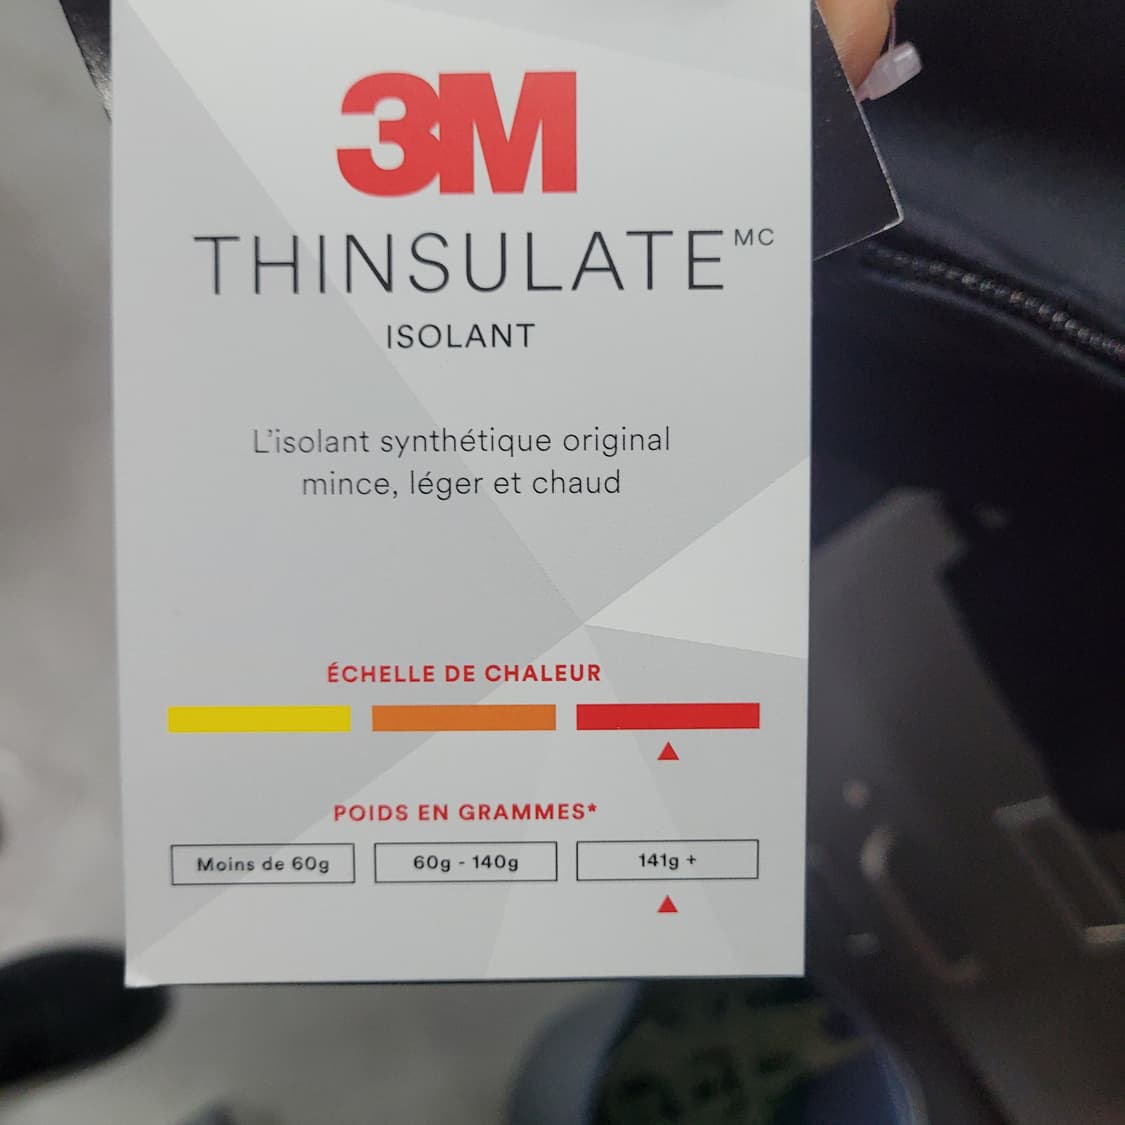 3M
THINSULATE MC
ISOLANT
L'isolant synthétique original
mince, léger et chaud
ÉCHELLE DE CHALEUR
POIDS EN GRAMMES*
Moins de 60g
60g - 140g
141g +